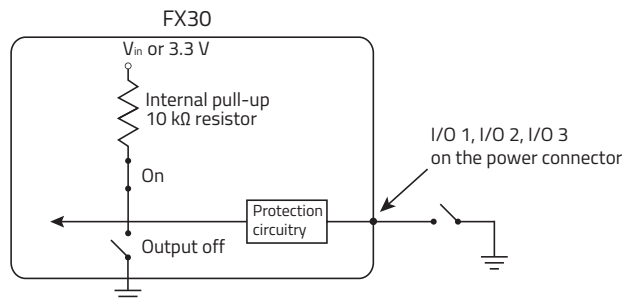 FX30
Vin or 3.3 V
Internal pull-up
10 kΩ resistor
On
I/O 1, I/O 2, I/O 3
on the power connector
Protection
circuitry
Output off